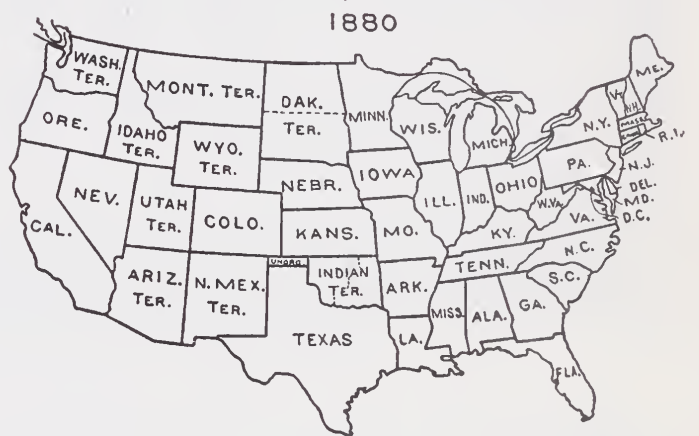 1880
WASH.
TER.
MONT. TER.
DAK.
TER.
MINN.
ORE.
IDAHO
TER.
WYO.
TER.
WIS.
MICH.
N.Y.
VT.
N.H.
ME.
MASS.
CONN.
R.I.
NEBR.
IOWA
ILL.
IND.
OHIO
PA.
N.J.
DEL.
MD.
D.C.
W.VA.
VA.
CAL.
NEV.
UTAH
TER.
COLO.
KANS.
MO.
KY.
N.C.
TENN.
S.C.
ARIZ.
TER.
N.MEX.
TER.
UNORG.
INDIAN
TER.
ARK.
TEXAS
LA.
MISS.
ALA.
GA.
FLA.